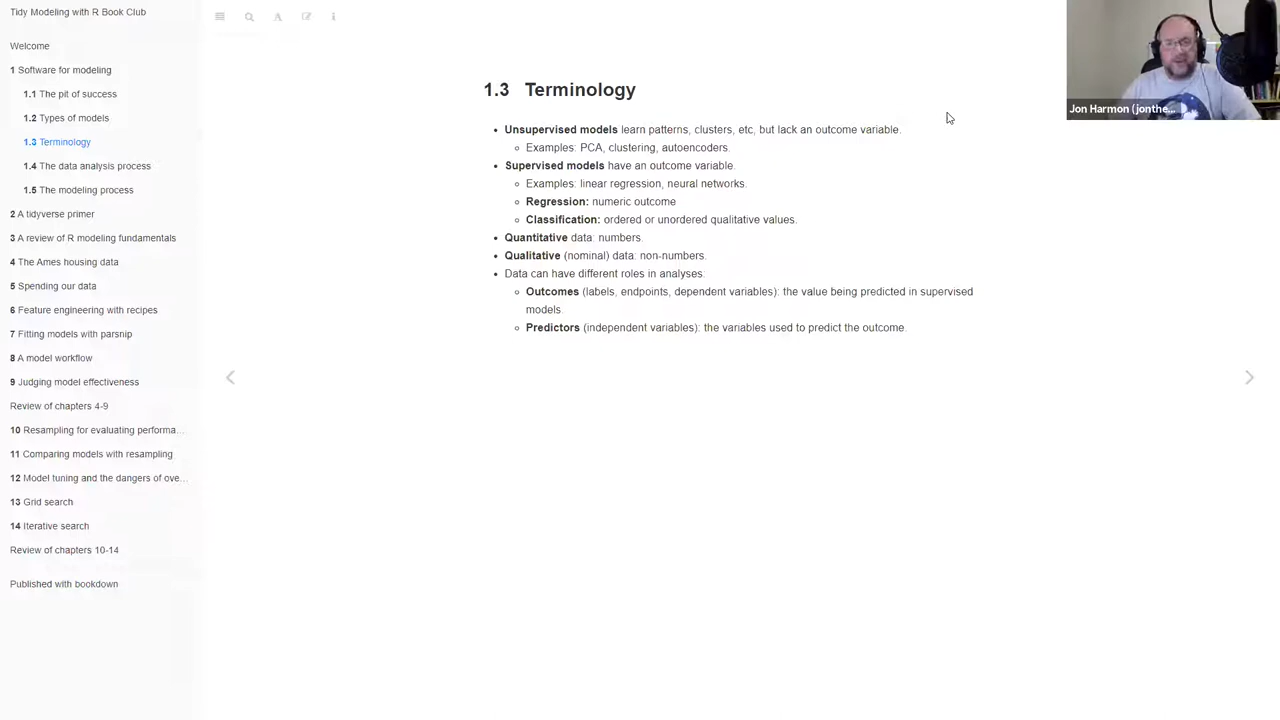 Tidy Modeling with R Book Club
Welcome
1 Software for modeling
1.1 The pit of success
1.2 Types of models
1.3 Terminology
1.4 The data analysis process
1.5 The modeling process
2 A tidyverse primer
3 A review of R modeling fundamentals
4 The Ames housing data
5 Spending our data
6 Feature engineering with recipes
7 Fitting models with parsnip
8 A model workflow
9 Judging model effectiveness
Review of chapters 4-9
10 Resampling for evaluating performa…
11 Comparing models with resampling
12 Model tuning and the dangers of ove…
13 Grid search
14 Iterative search
Review of chapters 10-14
Published with bookdown
1.3 Terminology
• Unsupervised models learn patterns, clusters, etc, but lack an outcome variable.
◦ Examples: PCA, clustering, autoencoders.
• Supervised models have an outcome variable.
◦ Examples: linear regression, neural networks.
◦ Regression: numeric outcome
◦ Classification: ordered or unordered qualitative values.
• Quantitative data: numbers.
• Qualitative (nominal) data: non-numbers.
• Data can have different roles in analyses:
◦ Outcomes (labels, endpoints, dependent variables): the value being predicted in supervised
models.
◦ Predictors (independent variables): the variables used to predict the outcome.
Jon Harmon (jonthe...